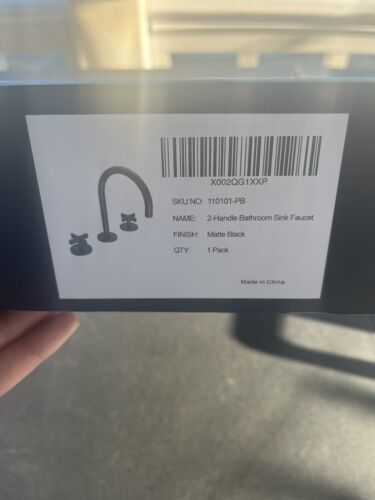 X002QG1XXP
SKU NO: 110101-PB
NAME: 2-Handle Bathroom Sink Faucet
FINISH: Matte Black
QTY: 1 Pack
Made in China